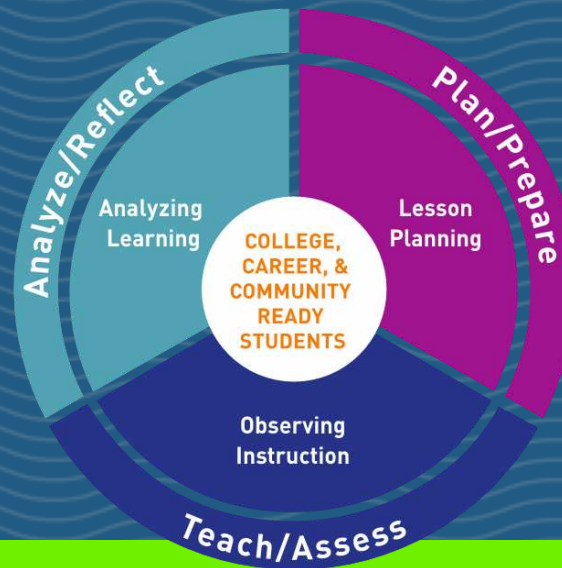 Analyze/Reflect
Plan/Prepare
Analyzing
Learning
Lesson
Planning
COLLEGE,
CAREER, &
COMMUNITY
READY
STUDENTS
Observing
Instruction
Teach/Assess